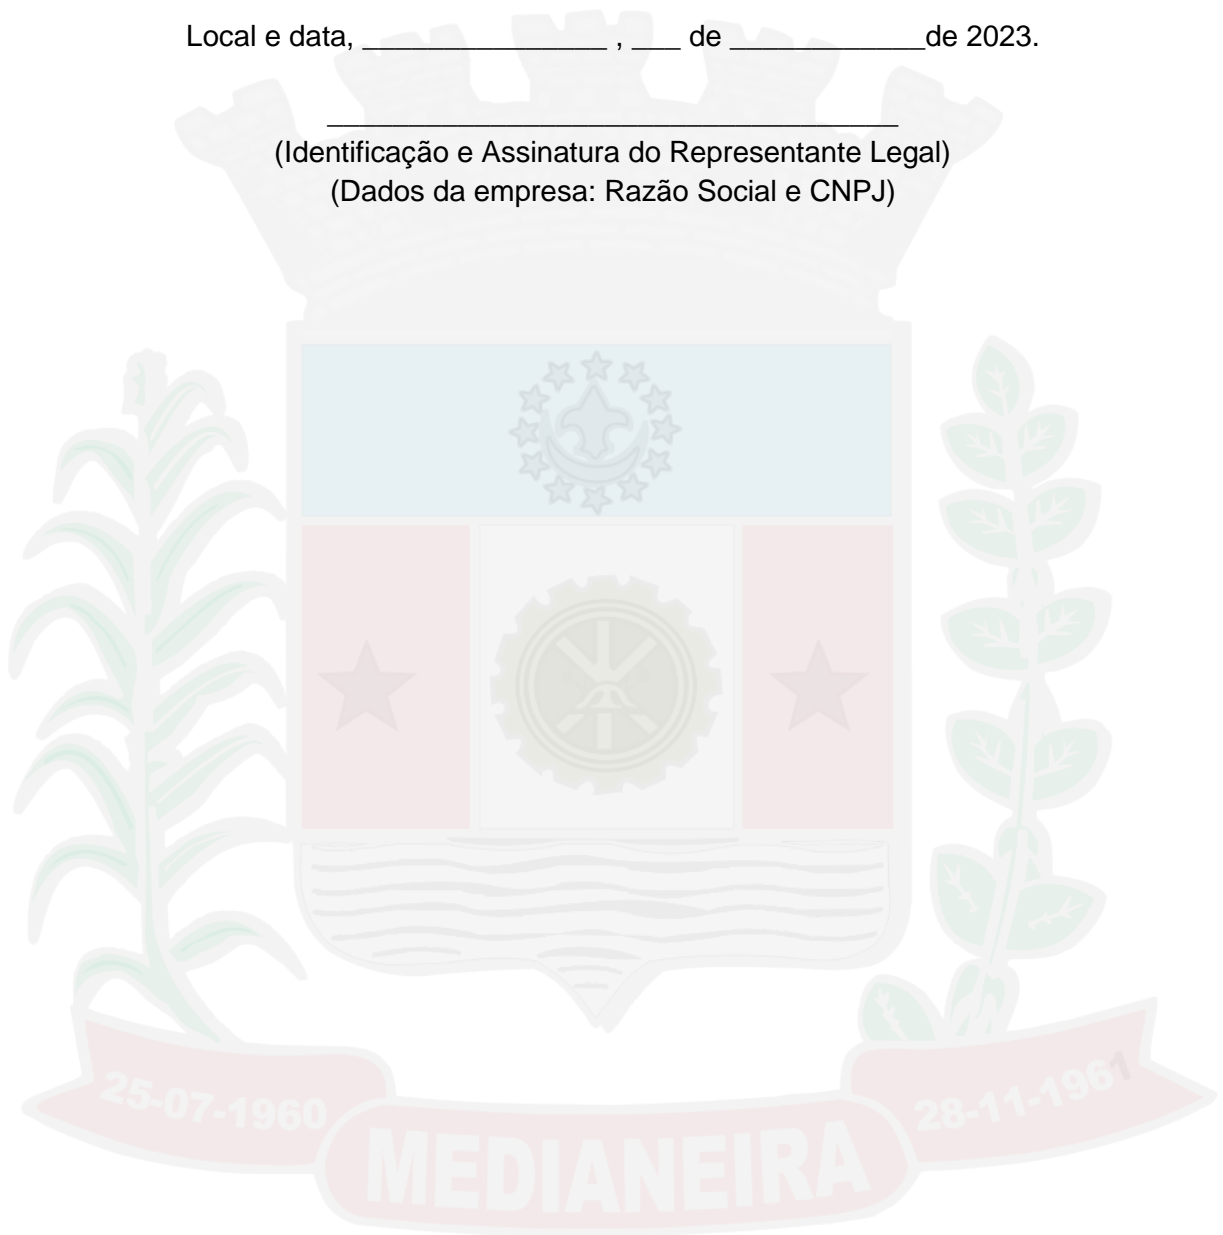 Local e data, _______________ , ___ de ____________de 2023.
___________________________________
(Identificação e Assinatura do Representante Legal)
(Dados da empresa: Razão Social e CNPJ)
25-07-1960
28-11-1961
MEDIANEIRA